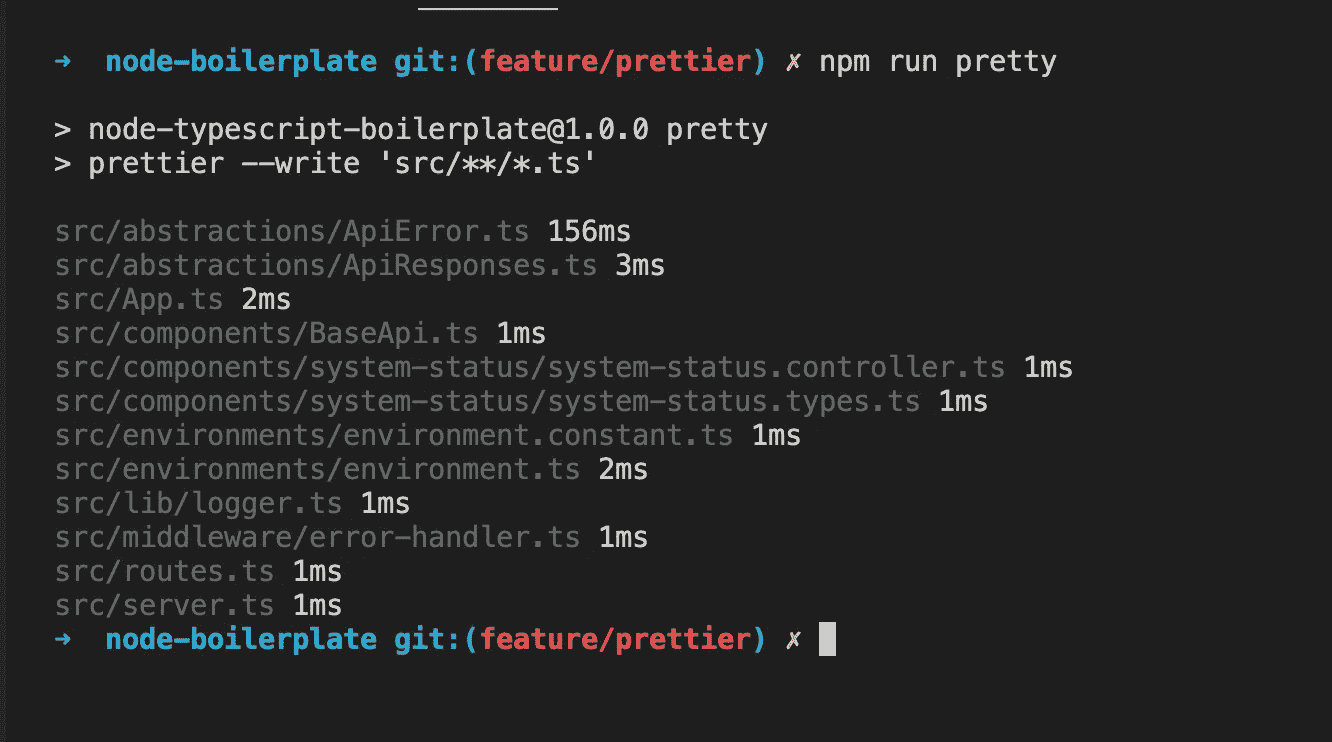 ➜  node-boilerplate git:(feature/prettier) ✗ npm run pretty
> node-typescript-boilerplate@1.0.0 pretty
> prettier --write 'src/**/*.ts'
src/abstractions/ApiError.ts 156ms
src/abstractions/ApiResponses.ts 3ms
src/App.ts 2ms
src/components/BaseApi.ts 1ms
src/components/system-status/system-status.controller.ts 1ms
src/components/system-status/system-status.types.ts 1ms
src/environments/environment.constant.ts 1ms
src/environments/environment.ts 2ms
src/lib/logger.ts 1ms
src/middleware/error-handler.ts 1ms
src/routes.ts 1ms
src/server.ts 1ms
➜  node-boilerplate git:(feature/prettier) ✗